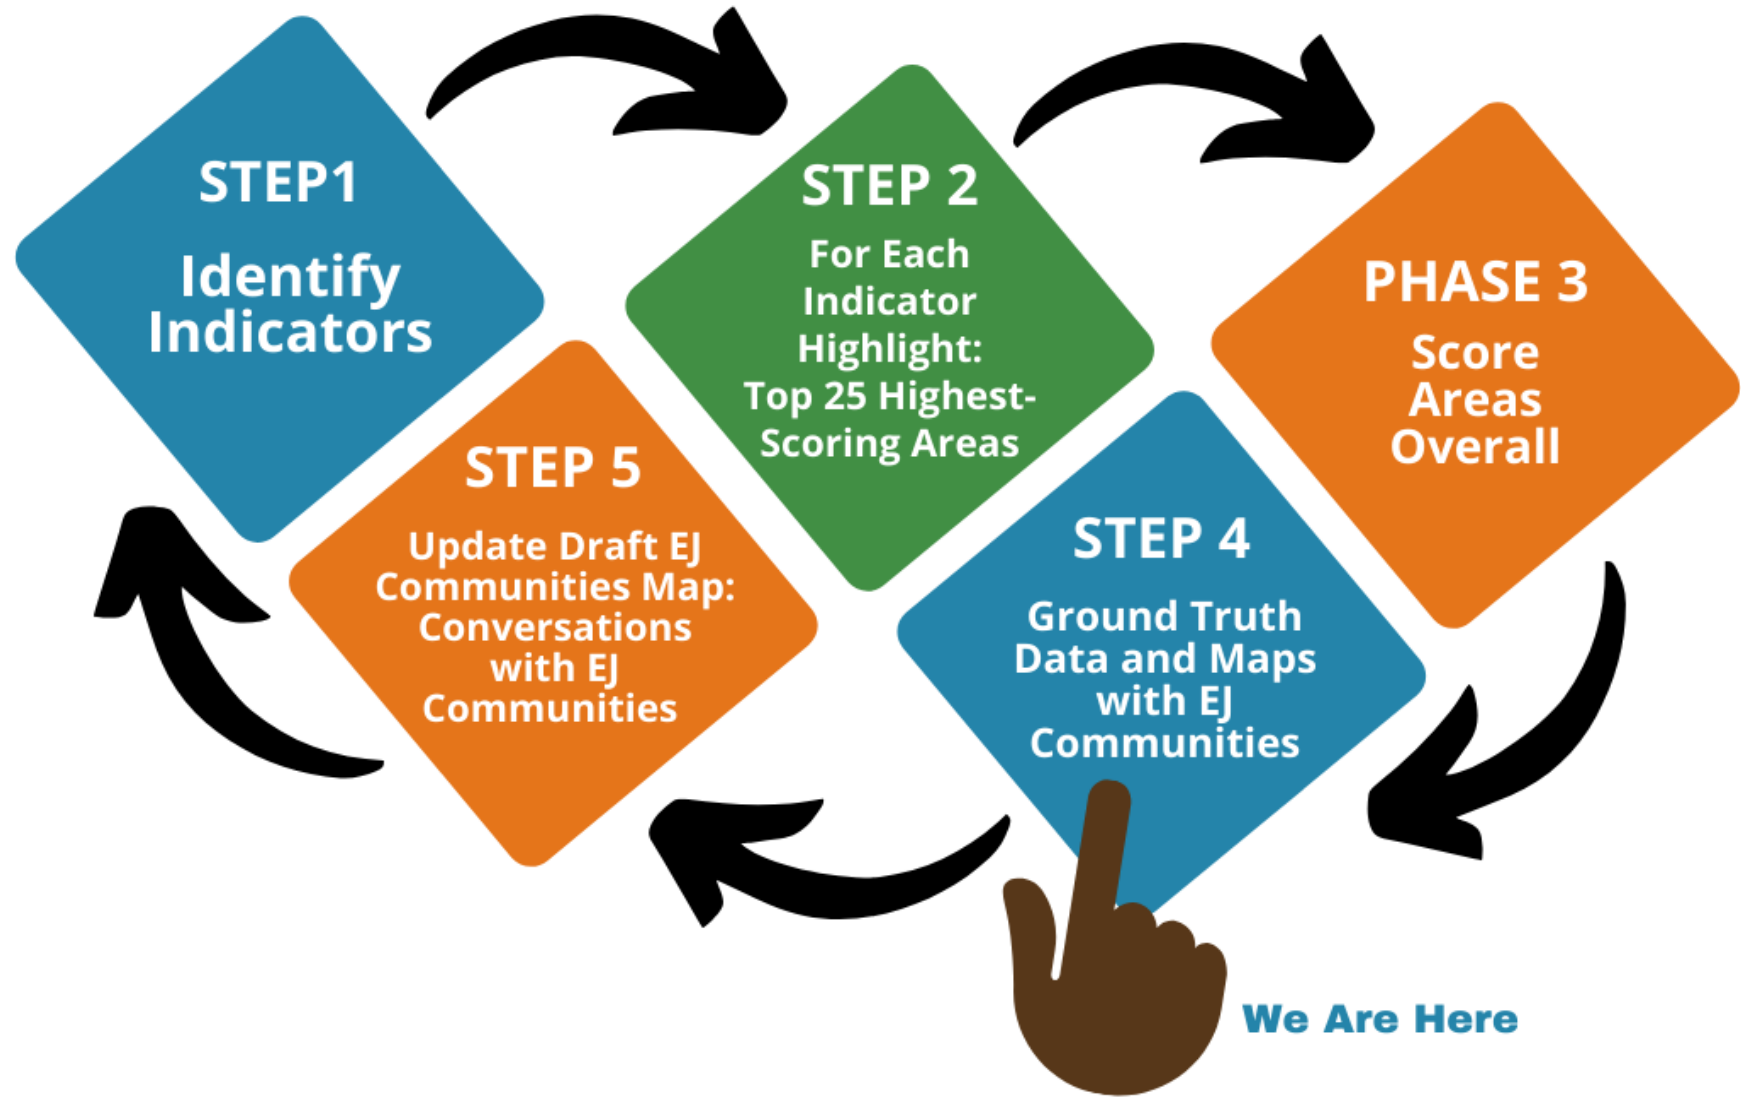 STEP1
Identify
Indicators
STEP 2
For Each
Indicator
Highlight:
Top 25 Highest-
Scoring Areas
PHASE 3
Score
Areas
Overall
STEP 4
Ground Truth
Data and Maps
with EJ
Communities
STEP 5
Update Draft EJ
Communities Map:
Conversations
with EJ
Communities
We Are Here